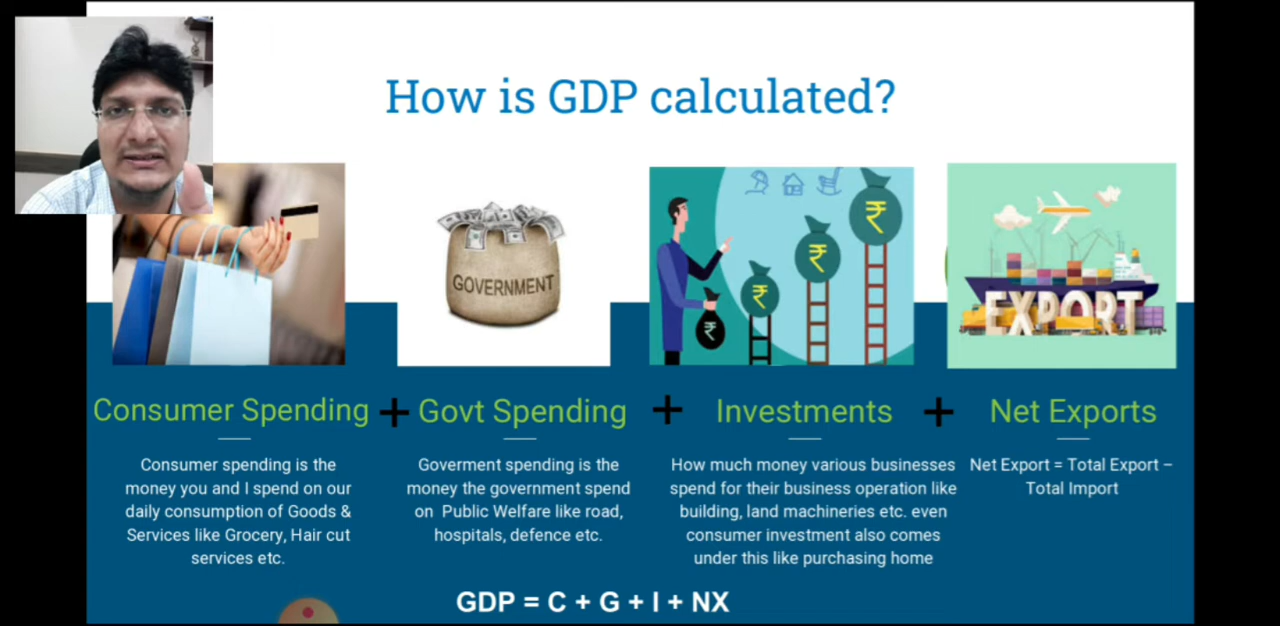 How is GDP calculated?
GOVERNMENT
₹
₹
₹
₹
EXPORT
Consumer Spending + Govt Spending + Investments + Net Exports
Consumer spending is the
money you and I spend on our
daily consumption of Goods &
Services like Grocery, Hair cut
services etc.
Goverment spending is the
money the government spend
on Public Welfare like road,
hospitals, defence etc.
How much money various businesses
spend for their business operation like
building, land machineries etc. even
consumer investment also comes
under this like purchasing home
Net Export = Total Export –
Total Import
GDP = C + G + I + NX